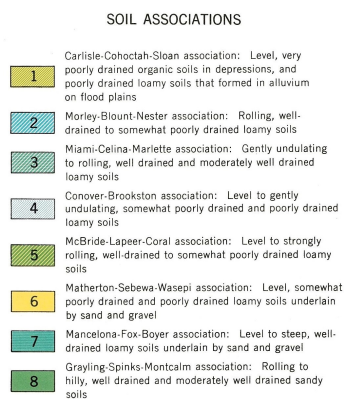 SOIL ASSOCIATIONS
1 Carlisle-Cohoctah-Sloan association: Level, very
poorly drained organic soils in depressions, and
poorly drained loamy soils that formed in alluvium
on flood plains
2 Morley-Blount-Nester association: Rolling, well-
drained to somewhat poorly drained loamy soils
3 Miami-Celina-Marlette association: Gently undulating
to rolling, well drained and moderately well drained
loamy soils
4 Conover-Brookston association: Level to gently
undulating, somewhat poorly drained and poorly drained
loamy soils
5 McBride-Lapeer-Coral association: Level to strongly
rolling, well-drained to somewhat poorly drained loamy
soils
6 Matherton-Sebewa-Wasepi association: Level, somewhat
poorly drained and poorly drained loamy soils underlain
by sand and gravel
7 Mancelona-Fox-Boyer association: Level to steep, well-
drained loamy soils underlain by sand and gravel
8 Grayling-Spinks-Montcalm association: Rolling to
hilly, well drained and moderately well drained sandy
soils